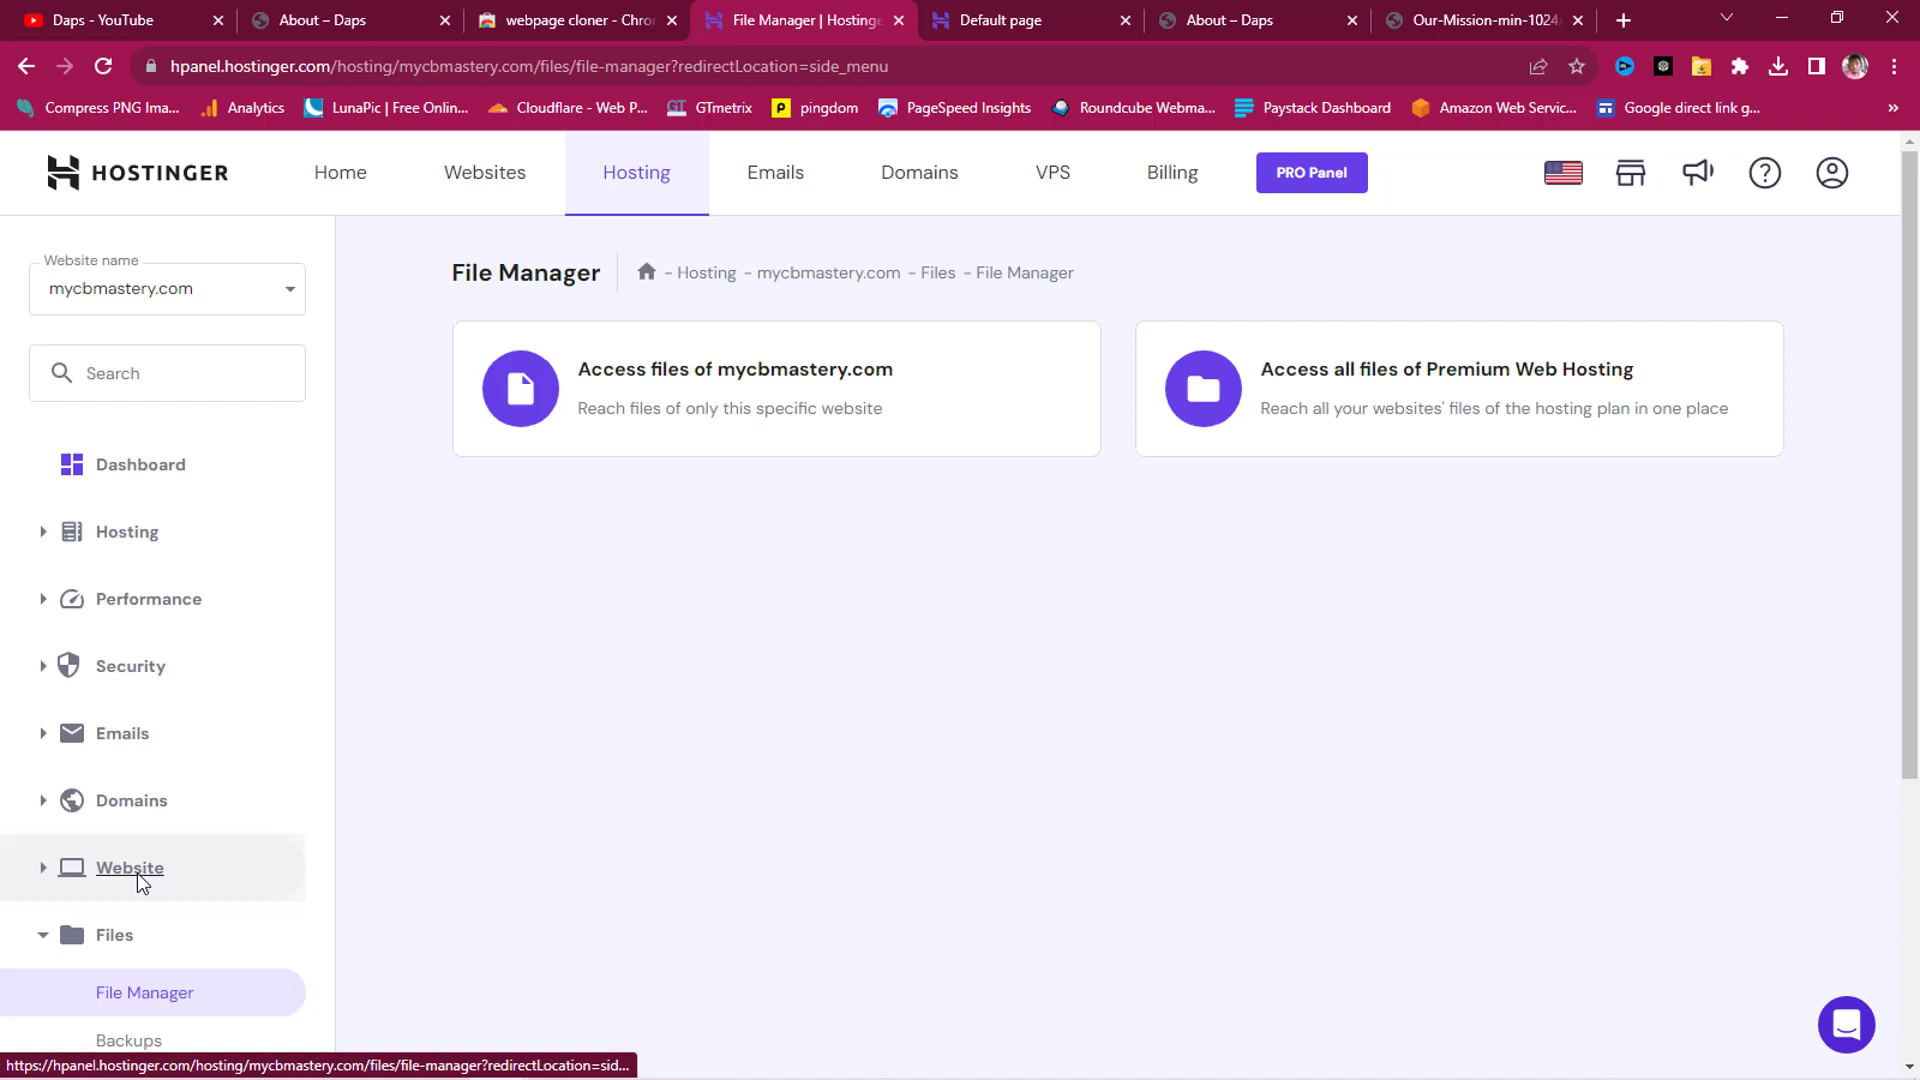 Daps - YouTube
About – Daps
webpage cloner - Chro
File Manager | Hostinge
Default page
About – Daps
Our-Mission-min-1024
hpanel.hostinger.com/hosting/mycbmastery.com/files/file-manager?redirectLocation=side_menu
Compress PNG Ima...
Analytics
LunaPic | Free Onlin...
Cloudflare - Web P...
GTmetrix
pingdom
PageSpeed Insights
Roundcube Webma...
Paystack Dashboard
Amazon Web Servic...
Google direct link g...
HOSTINGER
Home
Websites
Hosting
Emails
Domains
VPS
Billing
PRO Panel
Website name
mycbmastery.com
Search
Dashboard
Hosting
Performance
Security
Emails
Domains
Website
Files
File Manager
Backups
File Manager
- Hosting - mycbmastery.com - Files - File Manager
Access files of mycbmastery.com
Reach files of only this specific website
Access all files of Premium Web Hosting
Reach all your websites' files of the hosting plan in one place
https://hpanel.hostinger.com/hosting/mycbmastery.com/files/file-manager?redirectLocation=sid...